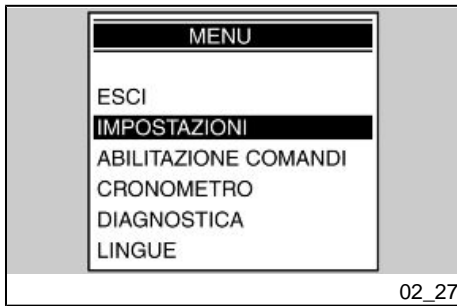 MENU
ESCI
IMPOSTAZIONI
ABILITAZIONE COMANDI
CRONOMETRO
DIAGNOSTICA
LINGUE
02_27